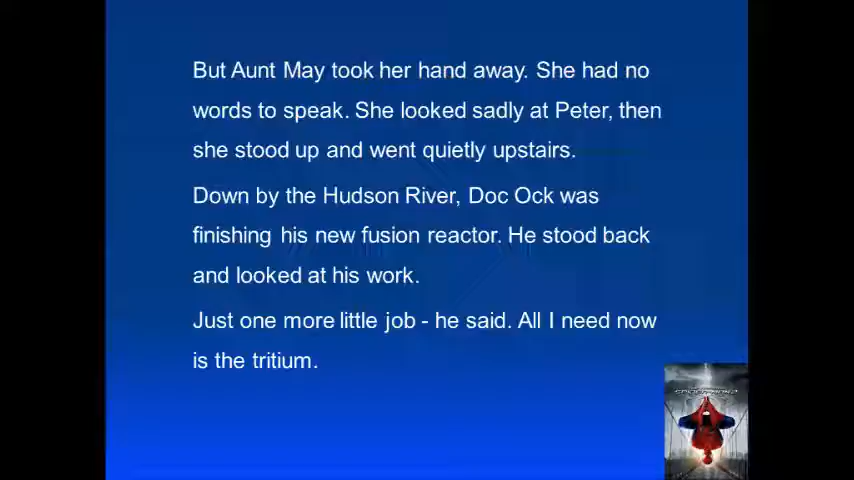 But Aunt May took her hand away. She had no
words to speak. She looked sadly at Peter, then
she stood up and went quietly upstairs.
Down by the Hudson River, Doc Ock was
finishing his new fusion reactor. He stood back
and looked at his work.
Just one more little job - he said. All I need now
is the tritium.